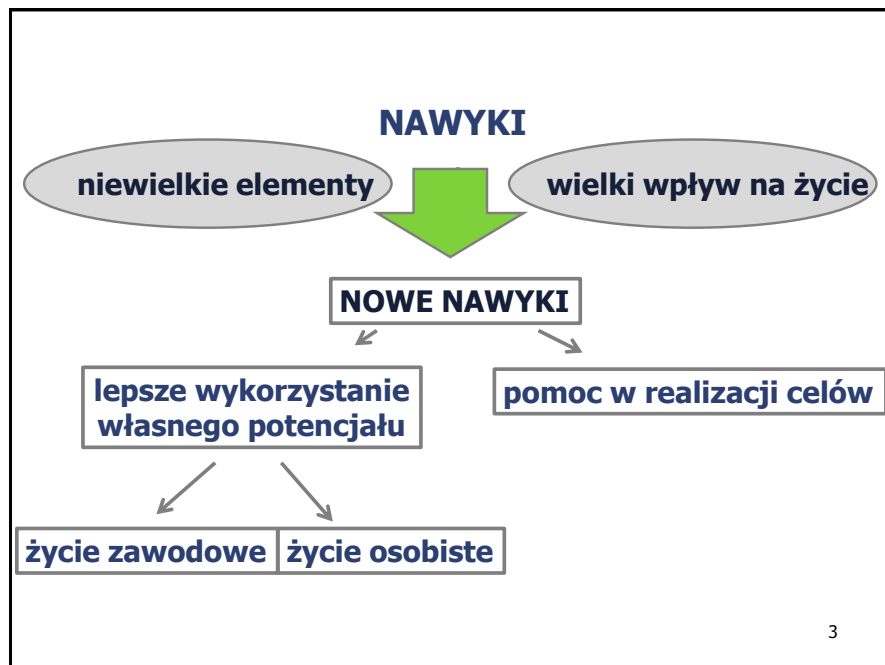 NAWYKI
niewielkie elementy
wielki wpływ na życie
NOWE NAWYKI
lepsze wykorzystanie
własnego potencjału
pomoc w realizacji celów
życie zawodowe
życie osobiste
3